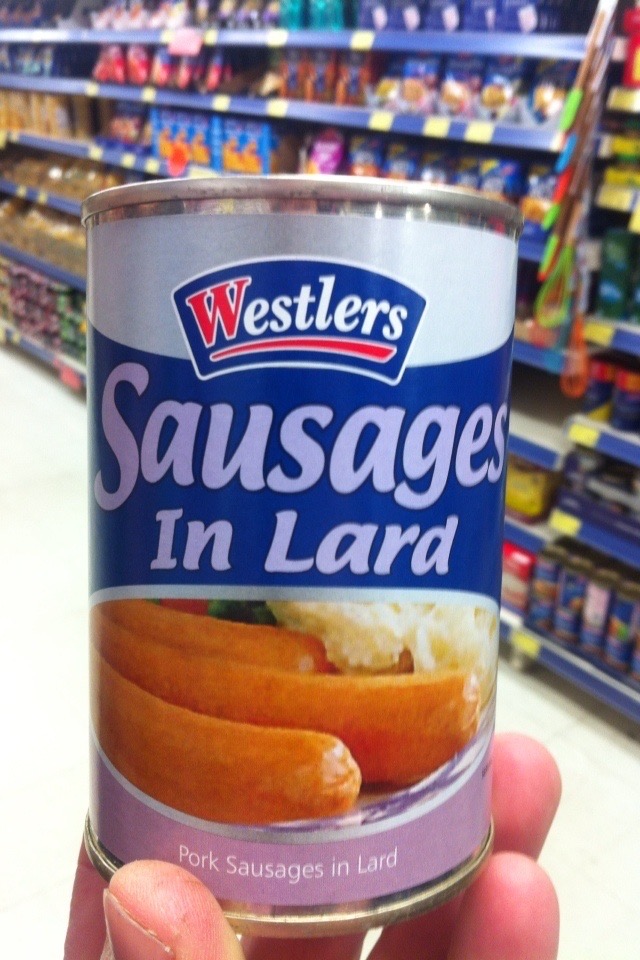 Westlers
Sausages
In Lard
Pork Sausages in Lard